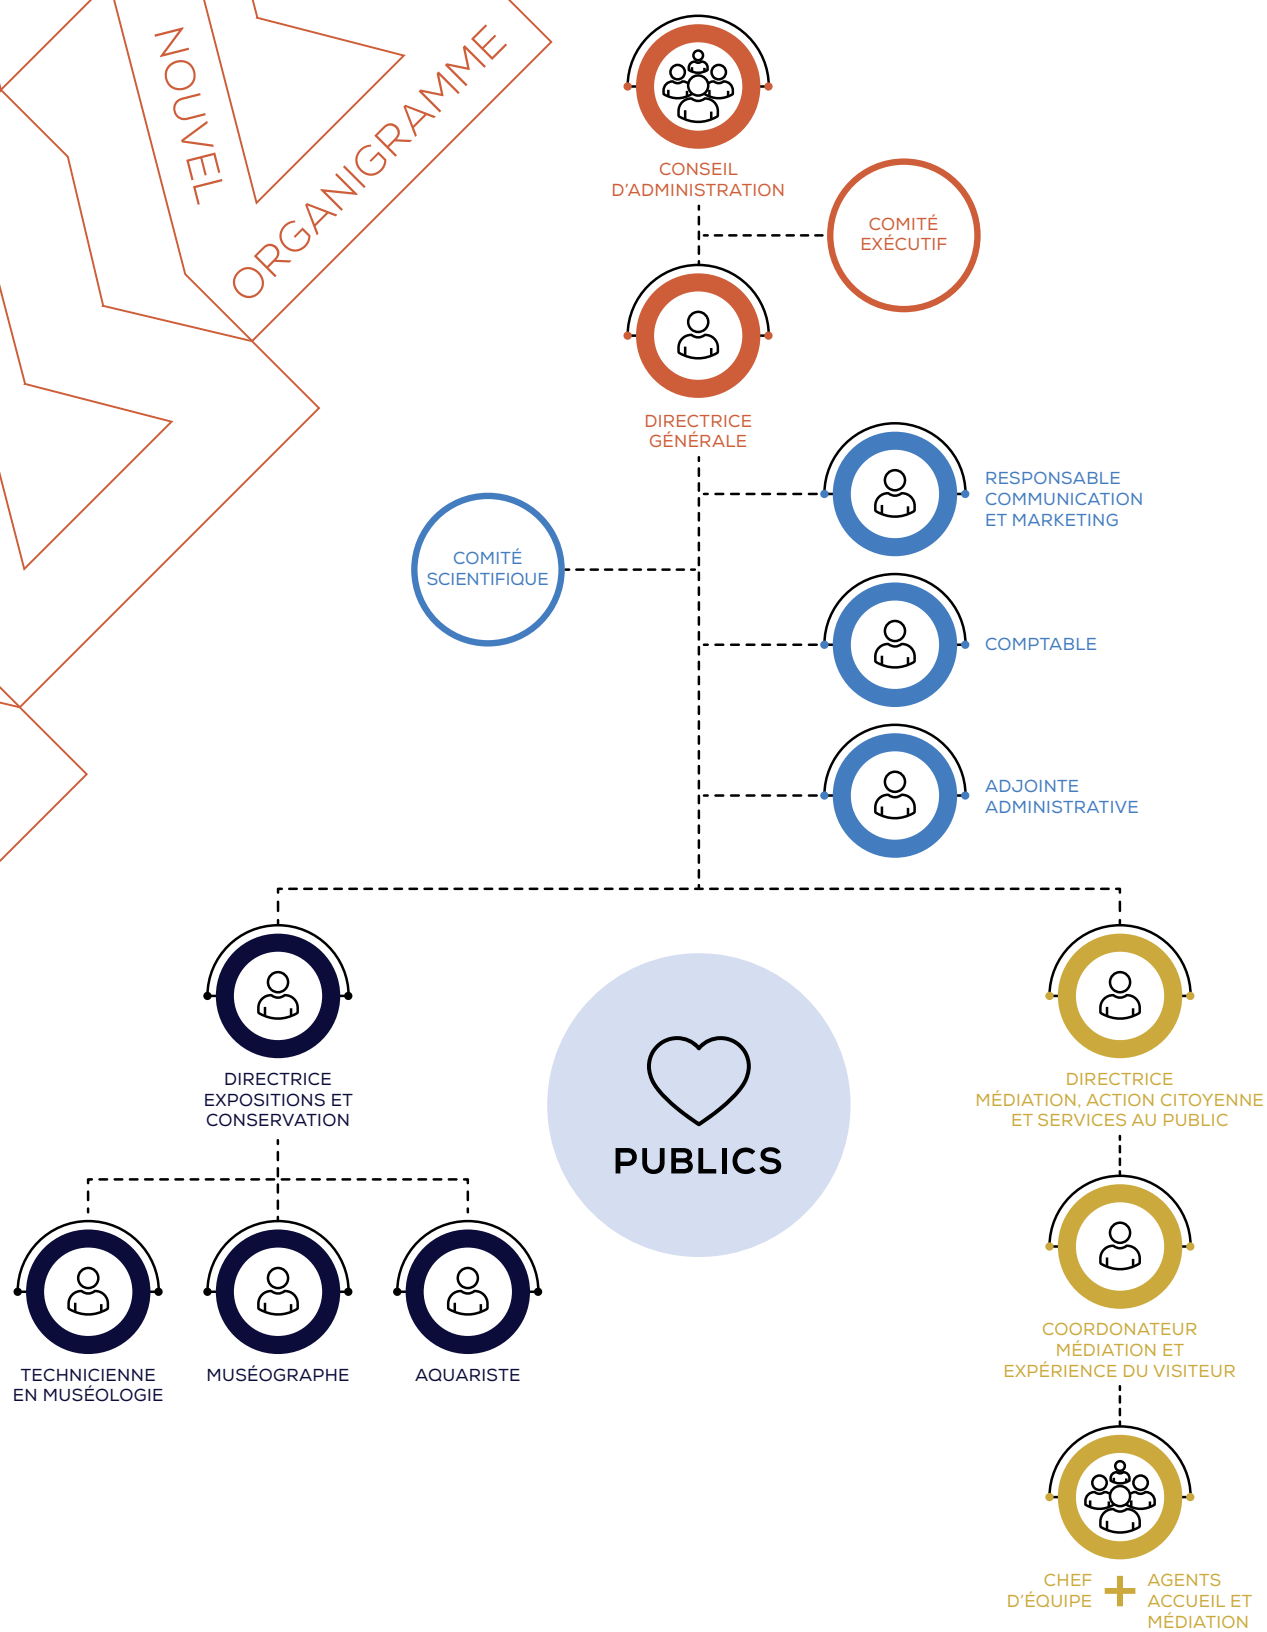 NOUVEL
ORGANIGRAMME
CONSEIL
D'ADMINISTRATION
COMITÉ
EXÉCUTIF
DIRECTRICE
GÉNÉRALE
RESPONSABLE
COMMUNICATION
ET MARKETING
COMITÉ
SCIENTIFIQUE
COMPTABLE
ADJOINTE
ADMINISTRATIVE
DIRECTRICE
EXPOSITIONS ET
CONSERVATION
PUBLICS
DIRECTRICE
MÉDIATION, ACTION CITOYENNE
ET SERVICES AU PUBLIC
TECHNICIENNE
EN MUSÉOLOGIE
MUSÉOGRAPHE
AQUARISTE
COORDONATEUR
MÉDIATION ET
EXPÉRIENCE DU VISITEUR
CHEF
D'ÉQUIPE
+
AGENTS
ACCUEIL ET
MÉDIATION